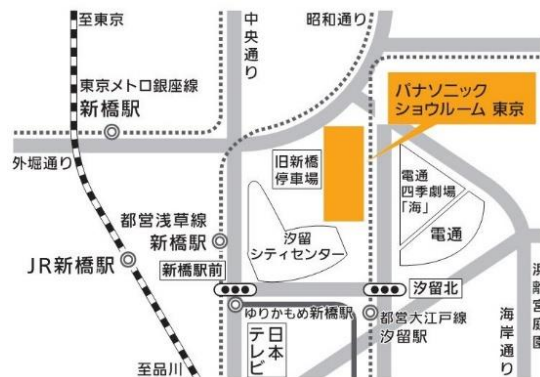 至東京
中央通り
昭和通り
東京メトロ銀座線
新橋駅
パナソニック
ショウルーム 東京
外堀通り
旧新橋
停車場
電通
四季劇場
「海」
電通
都営浅草線
新橋駅
汐留
シティセンター
JR新橋駅
新橋駅前
汐留北
ゆりかもめ新橋駅
都営大江戸線
汐留駅
日本
テレビ
至品川
海岸通り
浜離宮庭園